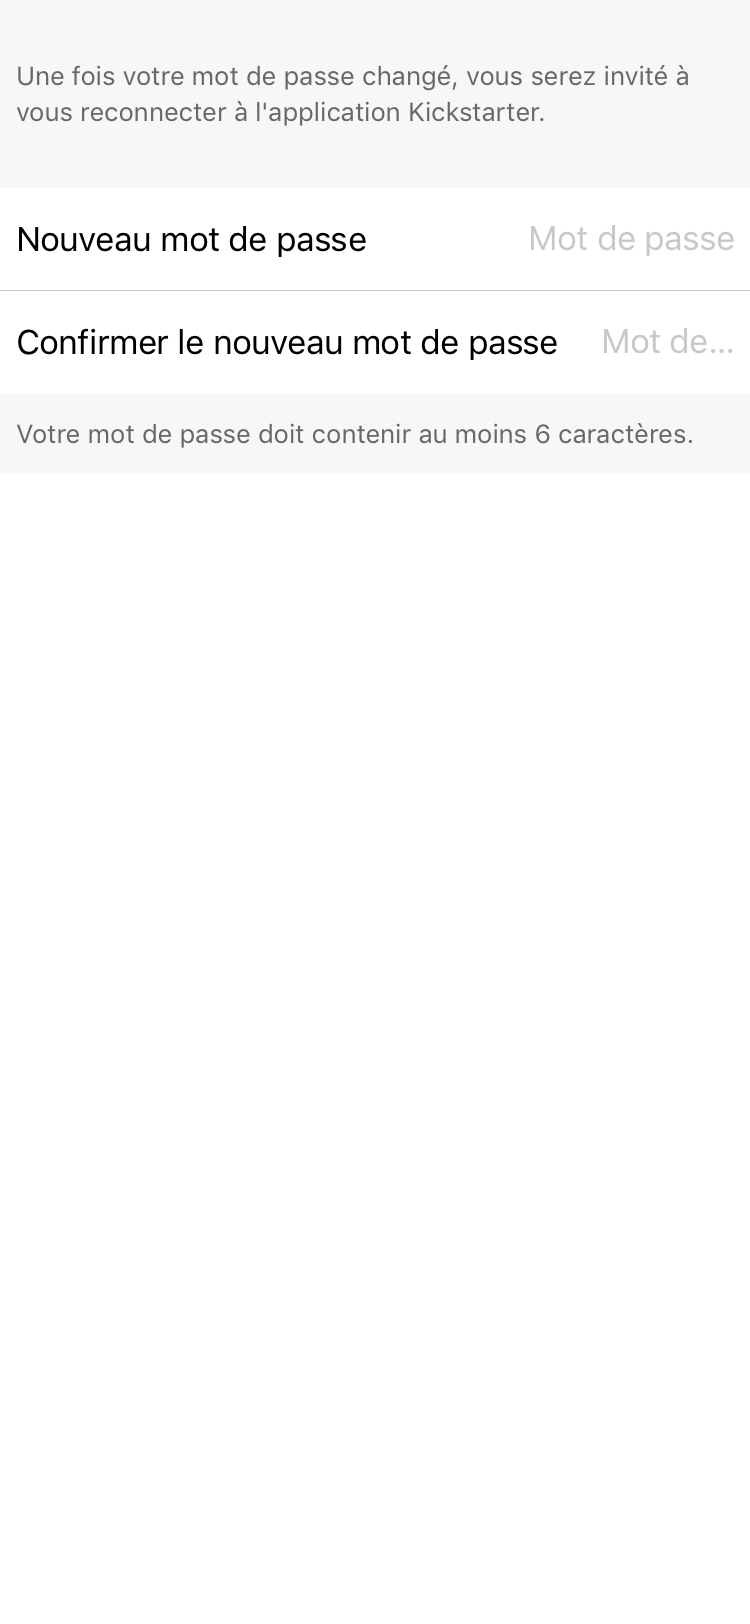 Une fois votre mot de passe changé, vous serez invité à
vous reconnecter à l'application Kickstarter.
Nouveau mot de passe Mot de passe
Confirmer le nouveau mot de passe Mot de...
Votre mot de passe doit contenir au moins 6 caractères.